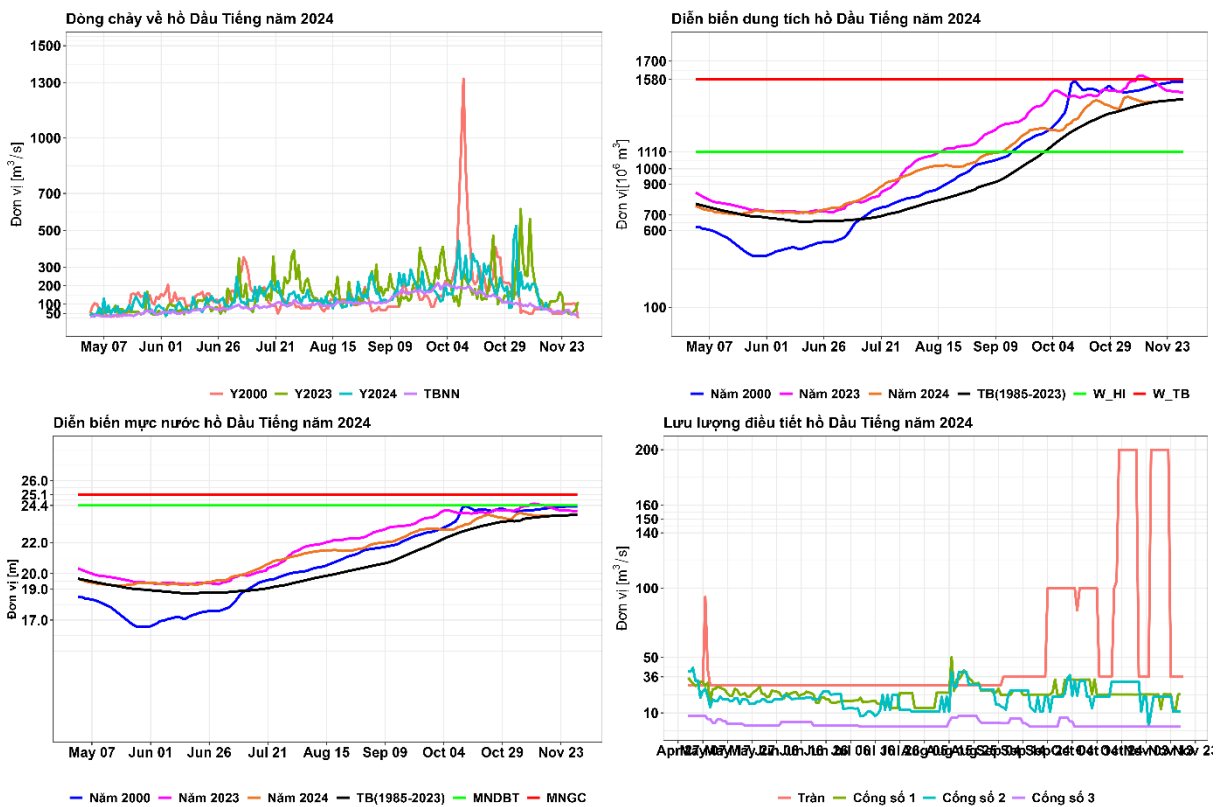 Dòng chảy về hồ Dầu Tiếng năm 2024
Đơn vị [m³/s]
1500
1300
1000
700
500
300
200
100
50
May 07 Jun 01 Jun 26 Jul 21 Aug 15 Sep 09 Oct 04 Oct 29 Nov 23
Y2000 Y2023 Y2024 TBNN
Diễn biến dung tích hồ Dầu Tiếng năm 2024
Đơn vị[10⁶ m³]
1700
1580
1110
1000
900
700
600
100
May 07 Jun 01 Jun 26 Jul 21 Aug 15 Sep 09 Oct 04 Oct 29 Nov 23
Năm 2000 Năm 2023 Năm 2024 TB(1985-2023) W_HI W_TB
Diễn biến mực nước hồ Dầu Tiếng năm 2024
Đơn vị [m]
26.0
25.1
24.4
22.0
20.0
19.0
17.0
May 07 Jun 01 Jun 26 Jul 21 Aug 15 Sep 09 Oct 04 Oct 29 Nov 23
Năm 2000 Năm 2023 Năm 2024 TB(1985-2023) MNDBT MNGC
Lưu lượng điều tiết hồ Dầu Tiếng năm 2024
Đơn vị [m³/s]
200
160
150
140
100
50
36
10
Nov 23
Tràn Cống số 1 Cống số 2 Cống số 3